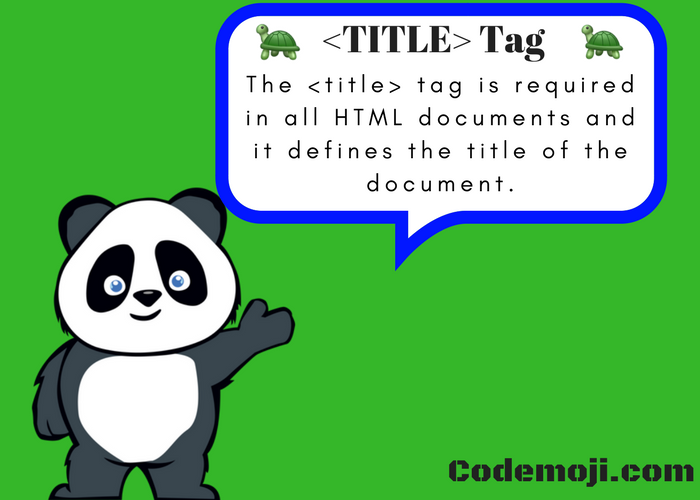 <TITLE> Tag
The <title> tag is required
in all HTML documents and
it defines the title of the
document.
Codemoji.com